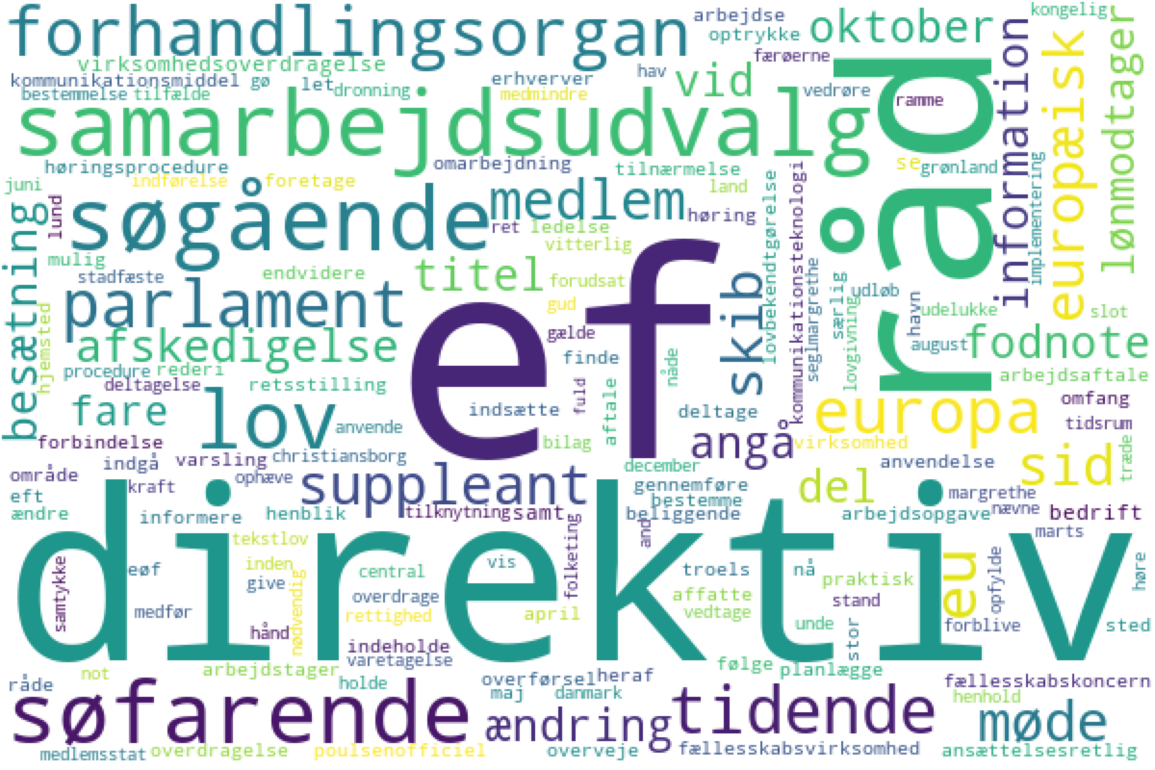 forhandlingsorgan
arbejdse
optrykke
oktober
kongelig
virksomhedsoverdragelse
færøerne
kommunikationsmiddel
gø
let
erhverver
hav
vid
bestemmelse
tilfælde
dronning
medmindre
vedrøre
ramme
samarbejdsudvalg
råd
information
europæisk
lønmodtager
høringsprocedure
omarbejdning
tilnærmelse
se
grønland
juni
indførelse
foretage
land
lund
søgående
medlem
høring
ret
ledelse
vitterlig
mulig
besætning
stadfæste
endvidere
titel
forudsat
skib
lovbekendtgørelse
kommunikationsteknologi
seglmargrethe
særlig
lovgivning
udløb
havn
implementering
parlament
ef
gud
gælde
udelukke
slot
hjemsted
afskedigelse
finde
nåde
august
fodnote
procedure
rederi
deltagelse
retsstilling
arbejdsaftale
fare
lov
anvende
indsætte
fuld
aftale
deltage
europa
omfang
tidsrum
forbindelse
bilag
angå
virksomhed
træde
område
indgå
varsling
christiansborg
december
anvendelse
sid
eft
kraft
ophæve
suppleant
gennemføre
bestemme
del
margrethe
nævne
ændre
informere
henblik
tilknytning
samt
beliggende
arbejdsopgave
bedrift
marts
direktiv
tekstlov
folketing
and
samtykke
eøf
inden
central
vis
troels
nå
eu
opfylde
høre
give
nødvendig
overdrage
affatte
praktisk
medfør
rettighed
april
vedtage
stand
hånd
unde
stor
forblive
sted
indeholde
varetagelse
not
arbejdstager
følge
planlægge
råde
holde
overførsel
heraf
fællesskabskoncern
maj
danmark
henhold
søfarende
ændring
tidende
møde
medlemsstat
overdragelse
poulsenofficiel
overveje
fællesskabsvirksomhed
ansættelsesretlig